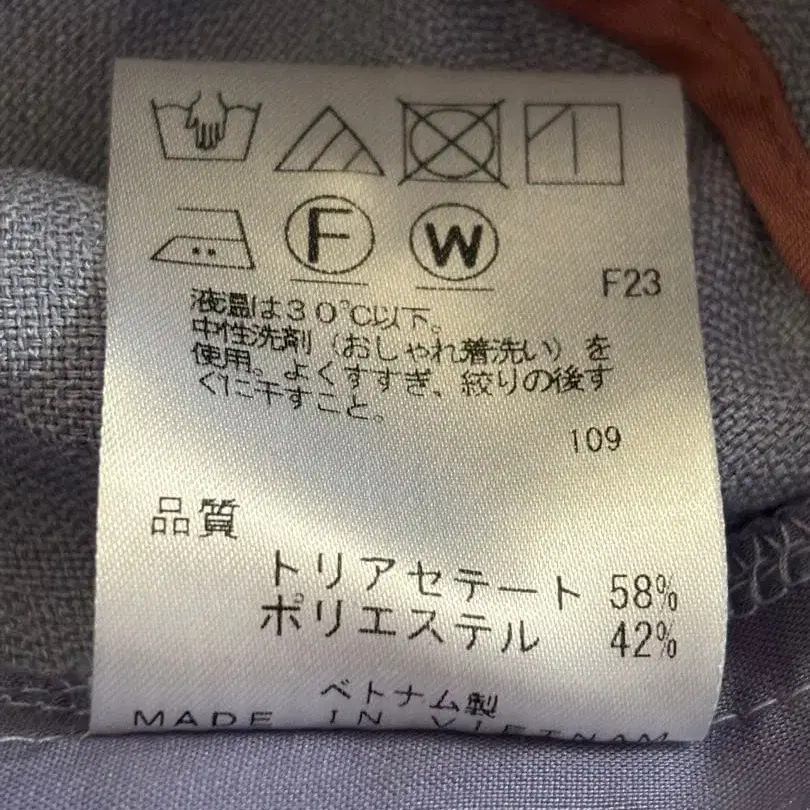 F W F23
液温は30℃以下。
中性洗剤（おしゃれ着洗い）を
使用。よくすすぎ、絞りの後す
ぐに干すこと。
109
品質
トリアセテート 58%
ポリエステル 42%
ベトナム製
MADE IN VIETNAM